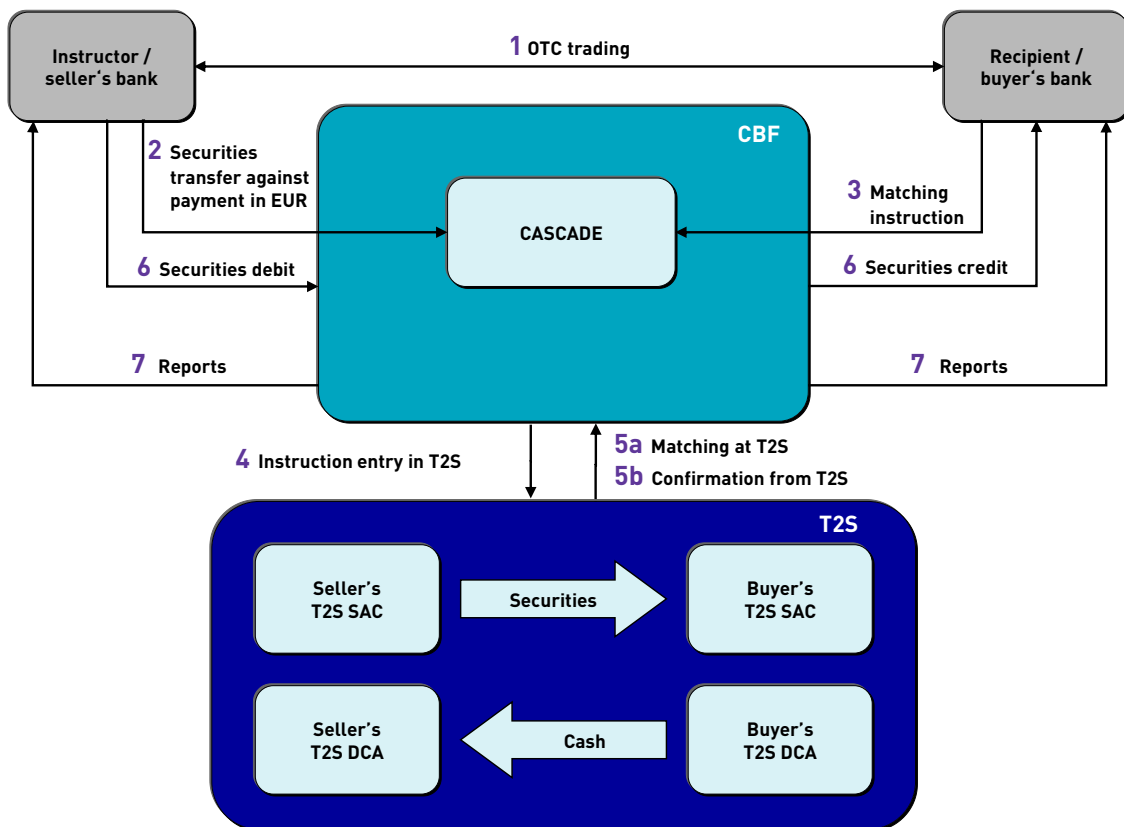 1 OTC trading
Instructor /
seller‘s bank
Recipient /
buyer‘s bank
CBF
2 Securities
transfer against
payment in EUR
CASCADE
3 Matching
instruction
6 Securities debit
6 Securities credit
7 Reports
7 Reports
4 Instruction entry in T2S
5a Matching at T2S
5b Confirmation from T2S
T2S
Seller’s
T2S SAC
Securities
Buyer’s
T2S SAC
Seller’s
T2S DCA
Cash
Buyer’s
T2S DCA